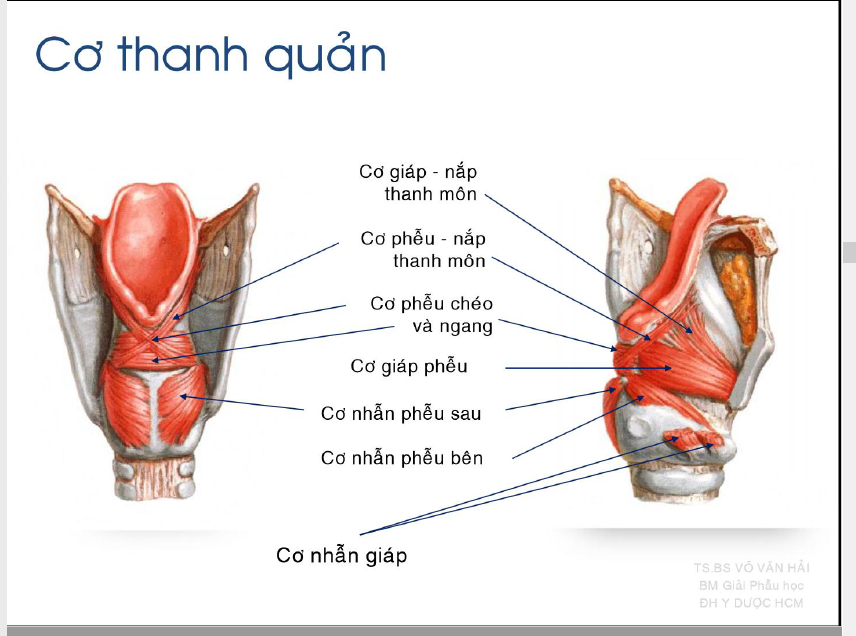 Cơ thanh quản
Cơ giáp - nắp
thanh môn
Cơ phễu - nắp
thanh môn
Cơ phễu chéo
và ngang
Cơ giáp phễu
Cơ nhẫn phễu sau
Cơ nhẫn phễu bên
Cơ nhẫn giáp
TS.BS VÕ VĂN HẢI
BM Giải Phẫu học
ĐH Y DƯỢC HCM